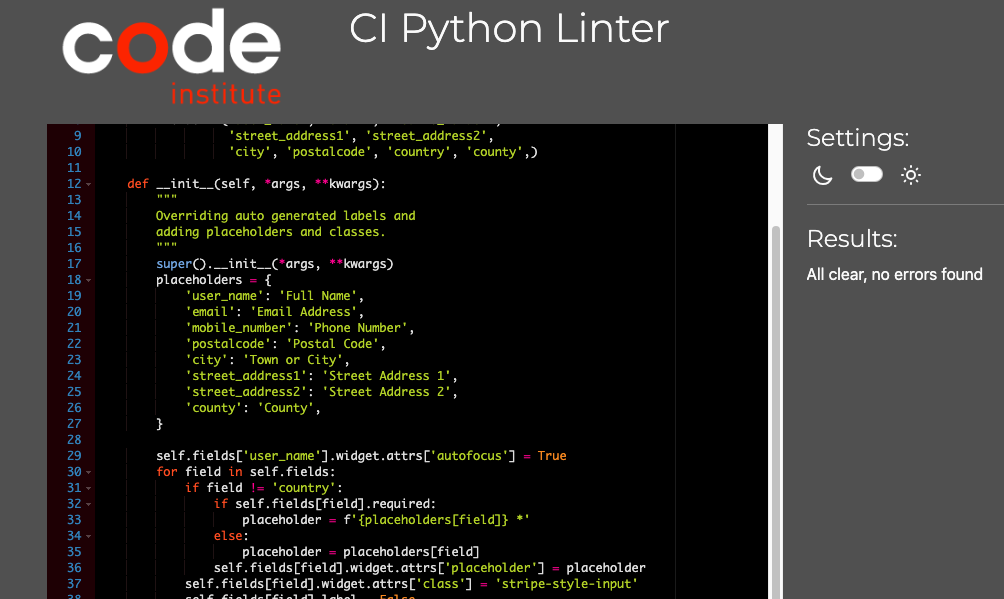 code
institute
CI Python Linter
9 'street_address1', 'street_address2',
10 'city', 'postalcode', 'country', 'county',)
11
12 def __init__(self, *args, **kwargs):
13 """
14 Overriding auto generated labels and
15 adding placeholders and classes.
16 """
17 super().__init__(*args, **kwargs)
18 placeholders = {
19 'user_name': 'Full Name',
20 'email': 'Email Address',
21 'mobile_number': 'Phone Number',
22 'postalcode': 'Postal Code',
23 'city': 'Town or City',
24 'street_address1': 'Street Address 1',
25 'street_address2': 'Street Address 2',
26 'county': 'County',
27 }
28
29 self.fields['user_name'].widget.attrs['autofocus'] = True
30 for field in self.fields:
31 if field != 'country':
32 if self.fields[field].required:
33 placeholder = f'{placeholders[field]} *'
34 else:
35 placeholder = placeholders[field]
36 self.fields[field].widget.attrs['placeholder'] = placeholder
37 self.fields[field].widget.attrs['class'] = 'stripe-style-input'
38 self.fields[field].label = False
Settings:
Results:
All clear, no errors found